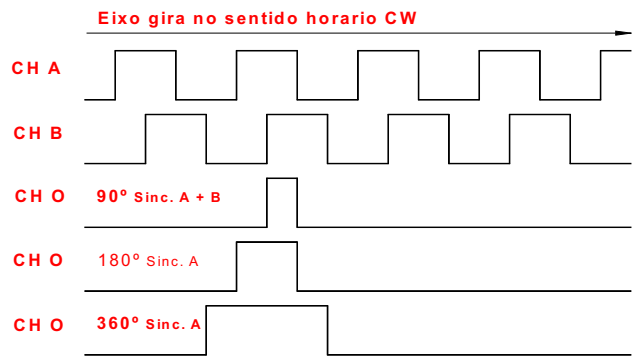 Eixo gira no sentido horario CW
CH A
CH B
CH O 90º Sinc. A + B
CH O 180º Sinc. A
CH O 360º Sinc. A